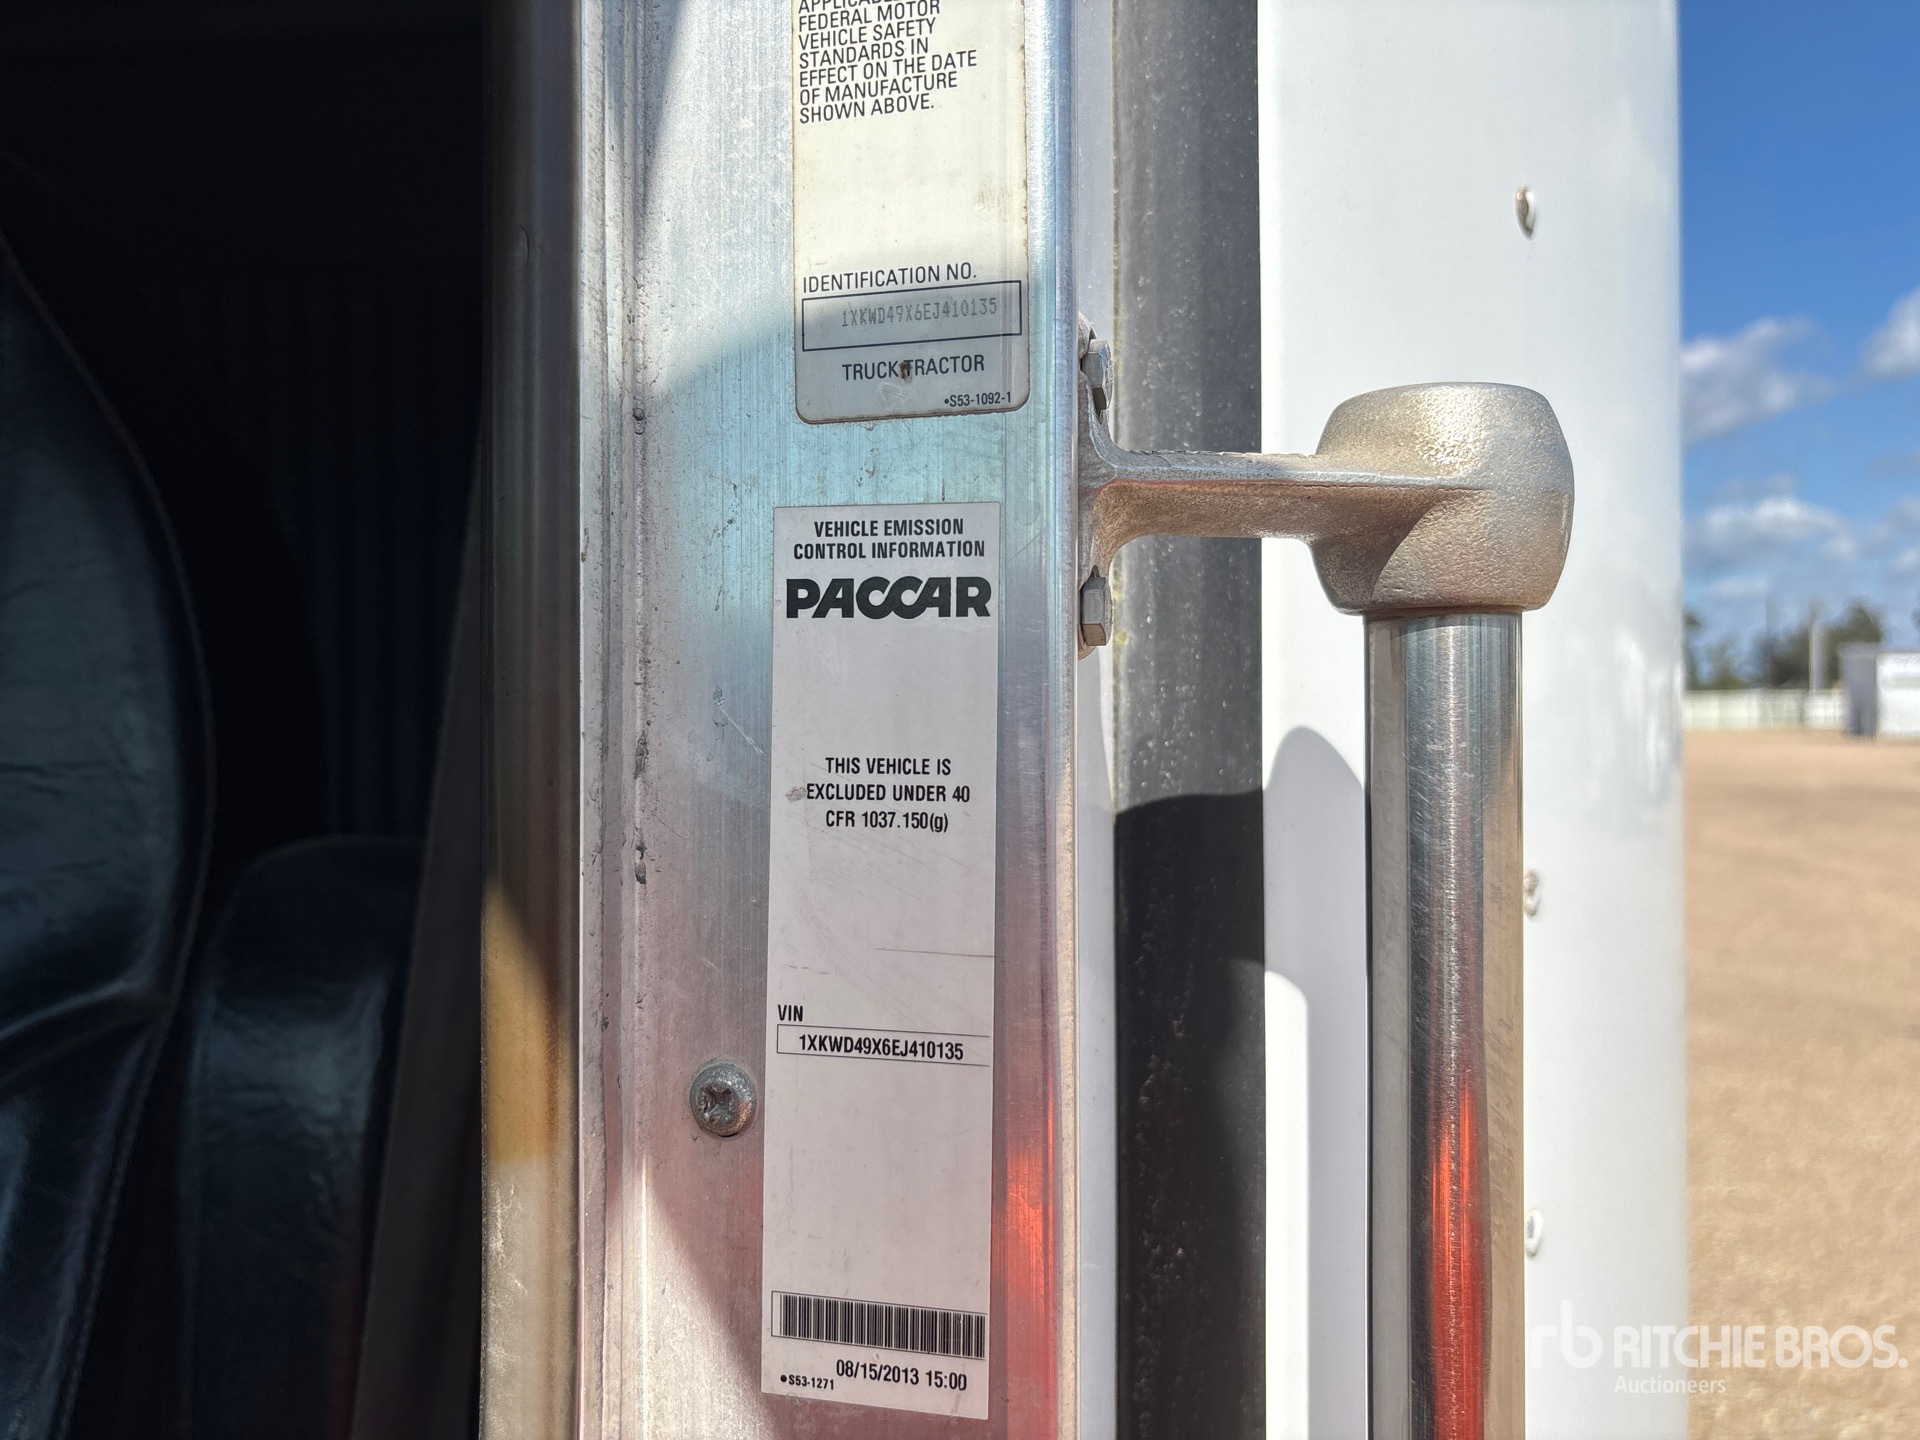 FEDERAL MOTOR
VEHICLE SAFETY
STANDARDS IN
EFFECT ON THE DATE
OF MANUFACTURE
SHOWN ABOVE.
IDENTIFICATION NO.
1XKWD49X6EJ410135
TRUCK-TRACTOR
•S53-1092-1
VEHICLE EMISSION
CONTROL INFORMATION
PACCAR
THIS VEHICLE IS
EXCLUDED UNDER 40
CFR 1037.150(g)
VIN
1XKWD49X6EJ410135
08/15/2013 15:00
•S53-1271
rb RITCHIE BROS.
Auctioneers